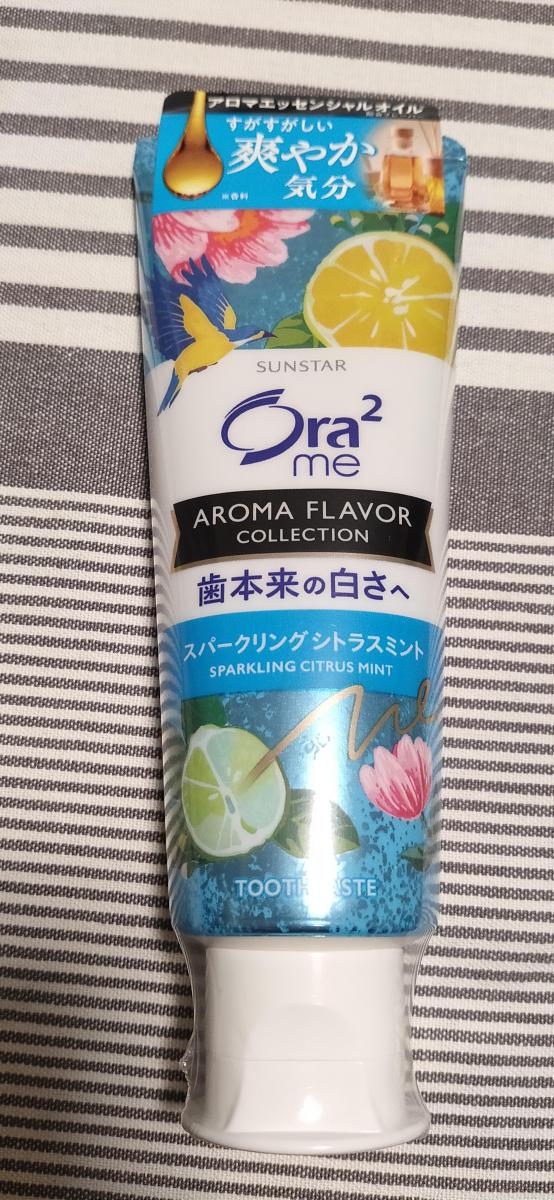 アロマエッセンシャルオイル
すがすがしい
爽やか
気分
※香料
SUNSTAR
Ora²
me
AROMA FLAVOR
COLLECTION
歯本来の白さへ
スパークリングシトラスミント
SPARKLING CITRUS MINT
Me
TOOTHPASTE